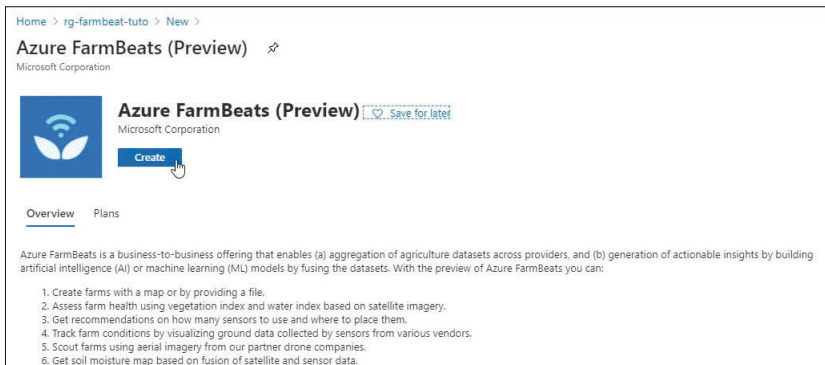 Home > rg-farmbeat-tuto > New >
Azure FarmBeats (Preview)
Microsoft Corporation
Azure FarmBeats (Preview) Save for later
Microsoft Corporation
Create
Overview Plans
Azure FarmBeats is a business-to-business offering that enables (a) aggregation of agriculture datasets across providers, and (b) generation of actionable insights by building
artificial intelligence (AI) or machine learning (ML) models by fusing the datasets. With the preview of Azure FarmBeats you can:
1. Create farms with a map or by providing a file.
2. Assess farm health using vegetation index and water index based on satellite imagery.
3. Get recommendations on how many sensors to use and where to place them.
4. Track farm conditions by visualizing ground data collected by sensors from various vendors.
5. Scout farms using aerial imagery from our partner drone companies.
6. Get soil moisture map based on fusion of satellite and sensor data.